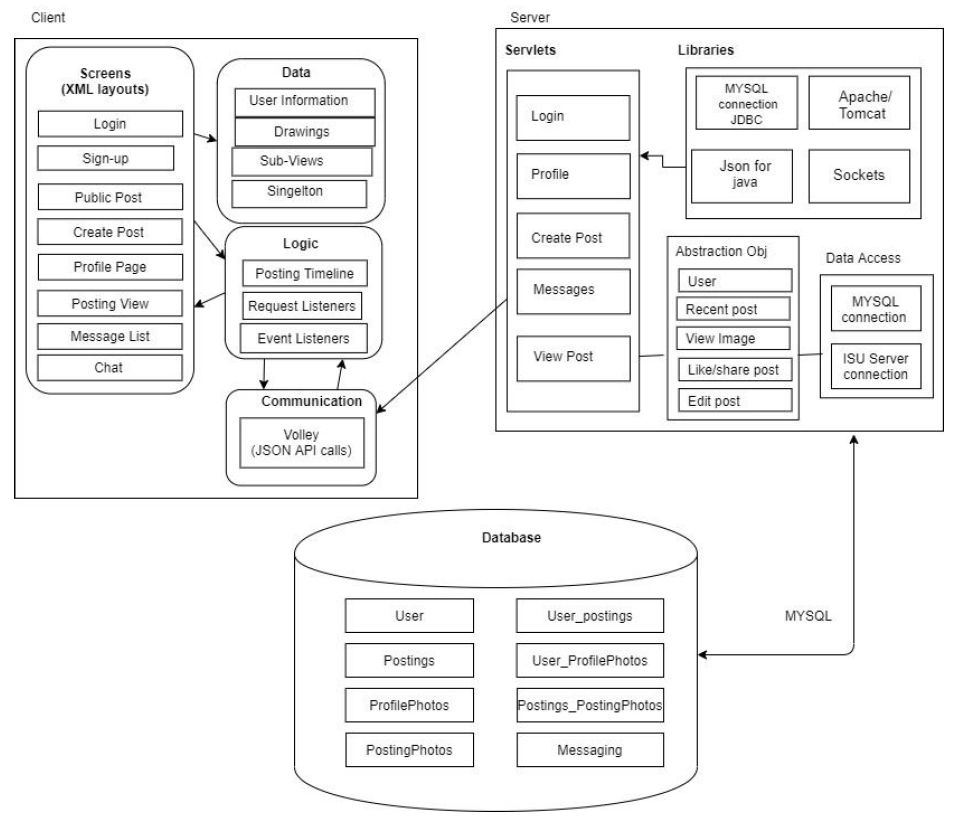 Client
Screens
(XML layouts)
Login
Sign-up
Public Post
Create Post
Profile Page
Posting View
Message List
Chat
Data
User Information
Drawings
Sub-Views
Singelton
Logic
Posting Timeline
Request Listeners
Event Listeners
Communication
Volley
(JSON API calls)
Server
Servlets
Login
Profile
Create Post
Messages
View Post
Libraries
MYSQL
connection
JDBC
Apache/
Tomcat
Json for
java
Sockets
Abstraction Obj
User
Recent post
View Image
Like/share post
Edit post
Data Access
MYSQL
connection
ISU Server
connection
MYSQL
Database
User
Postings
ProfilePhotos
PostingPhotos
User_postings
User_ProfilePhotos
Postings_PostingPhotos
Messaging